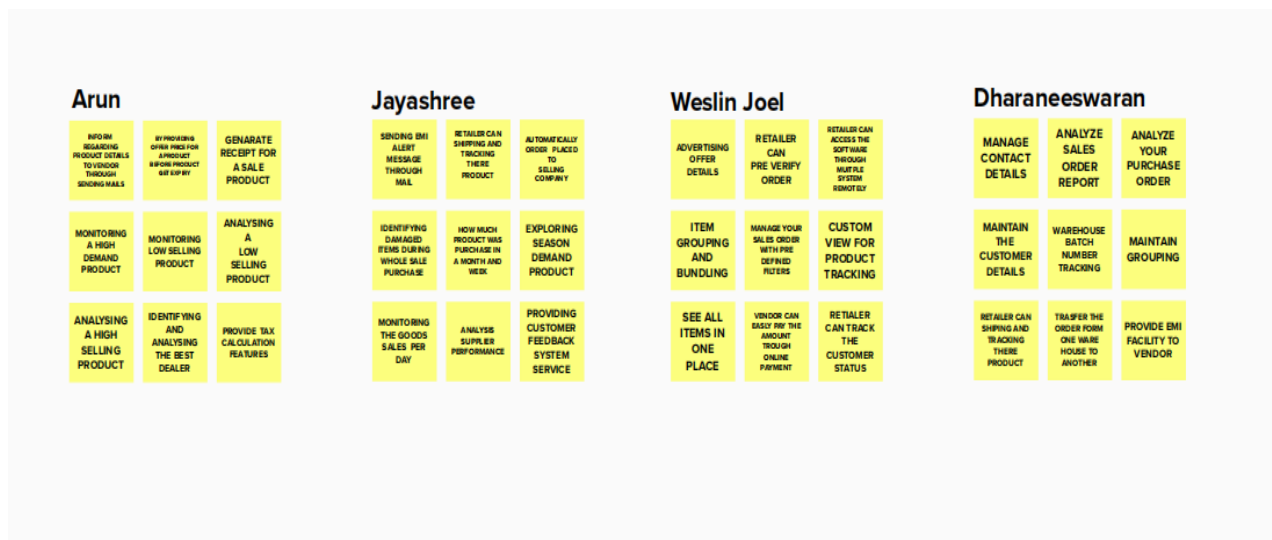 Arun
INFORM
REGARDING
PRODUCT DETAILS
TO VENDOR
THROUGH
SENDING MAILS
BY PROVIDING
OFFER PRICE FOR
A PRODUCT
BEFORE PRODUCT
GET EXPIRY
GENARATE
RECEIPT FOR
A SALE
PRODUCT
MONITORING
A HIGH
DEMAND
PRODUCT
MONITORING
LOW SELLING
PRODUCT
ANALYSING
A
LOW
SELLING
PRODUCT
ANALYSING
A HIGH
SELLING
PRODUCT
IDENTIFYING
AND
ANALYSING
THE BEST
DEALER
PROVIDE TAX
CALCULATION
FEATURES
Jayashree
SENDING EMI
ALERT
MESSAGE
THROUGH
MAIL
RETAILER CAN
SHIPPING AND
TRACKING
THERE
PRODUCT
AUTOMATICALLY
ORDER PLACED
TO
SELLING
COMPANY
IDENTIFYING
DAMAGED
ITEMS DURING
WHOLE SALE
PURCHASE
HOW MUCH
PRODUCT WAS
PURCHASE IN
A MONTH AND
WEEK
EXPLORING
SEASON
DEMAND
PRODUCT
MONITORING
THE GOODS
SALES PER
DAY
ANALYSIS
SUPPLIER
PERFORMANCE
PROVIDING
CUSTOMER
FEEDBACK
SYSTEM
SERVICE
Weslin Joel
ADVERTISING
OFFER
DETAILS
RETAILER
CAN
PRE VERIFY
ORDER
RETAILER CAN
ACCESS THE
SOFTWARE
THROUGH
MUITPLE
SYSTEM
REMOTELY
ITEM
GROUPING
AND
BUNDLING
MANAGE YOUR
SALES ORDER
WITH PRE
DEFINED
FILTERS
CUSTOM
VIEW FOR
PRODUCT
TRACKING
SEE ALL
ITEMS IN
ONE
PLACE
VENDOR CAN
EASLY PAY THE
AMOUNT
TROUGH
ONLINE
PAYMENT
RETIALER
CAN TRACK
THE
CUSTOMER
STATUS
Dharaneeswaran
MANAGE
CONTACT
DETAILS
ANALYZE
SALES
ORDER
REPORT
ANALYZE
YOUR
PURCHASE
ORDER
MAINTAIN
THE
CUSTOMER
DETAILS
WAREHOUSE
BATCH
NUMBER
TRACKING
MAINTAIN
GROUPING
RETAILER CAN
SHIPING AND
TRACKING
THERE
PRODUCT
TRASFER THE
ORDER FORM
ONE WARE
HOUSE TO
ANOTHER
PROVIDE EMI
FACILITY TO
VENDOR